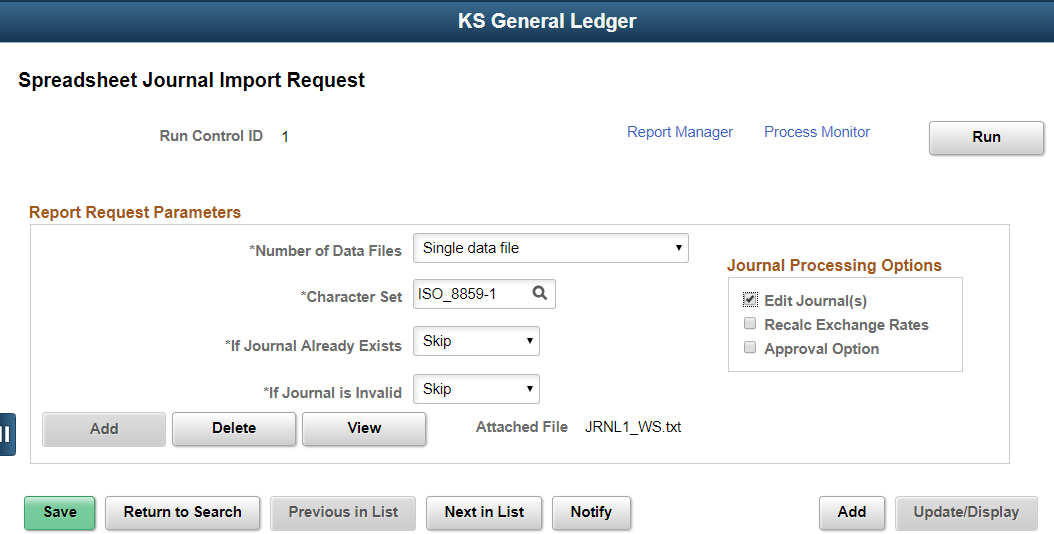 KS General Ledger
Spreadsheet Journal Import Request
Run Control ID 1 Report Manager Process Monitor Run
Report Request Parameters
*Number of Data Files Single data file
Journal Processing Options
*Character Set ISO_8859-1
Edit Journal(s)
Recalc Exchange Rates
*If Journal Already Exists Skip
Approval Option
*If Journal is Invalid Skip
Add Delete View Attached File JRNL1_WS.txt
Save Return to Search Previous in List Next in List Notify Add Update/Display